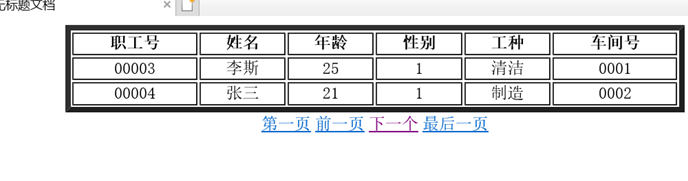 无标题文档
职工号 姓名 年龄 性别 工种 车间号
00003 李斯 25 1 清洁 0001
00004 张三 21 1 制造 0002
第一页 前一页 下一个 最后一页